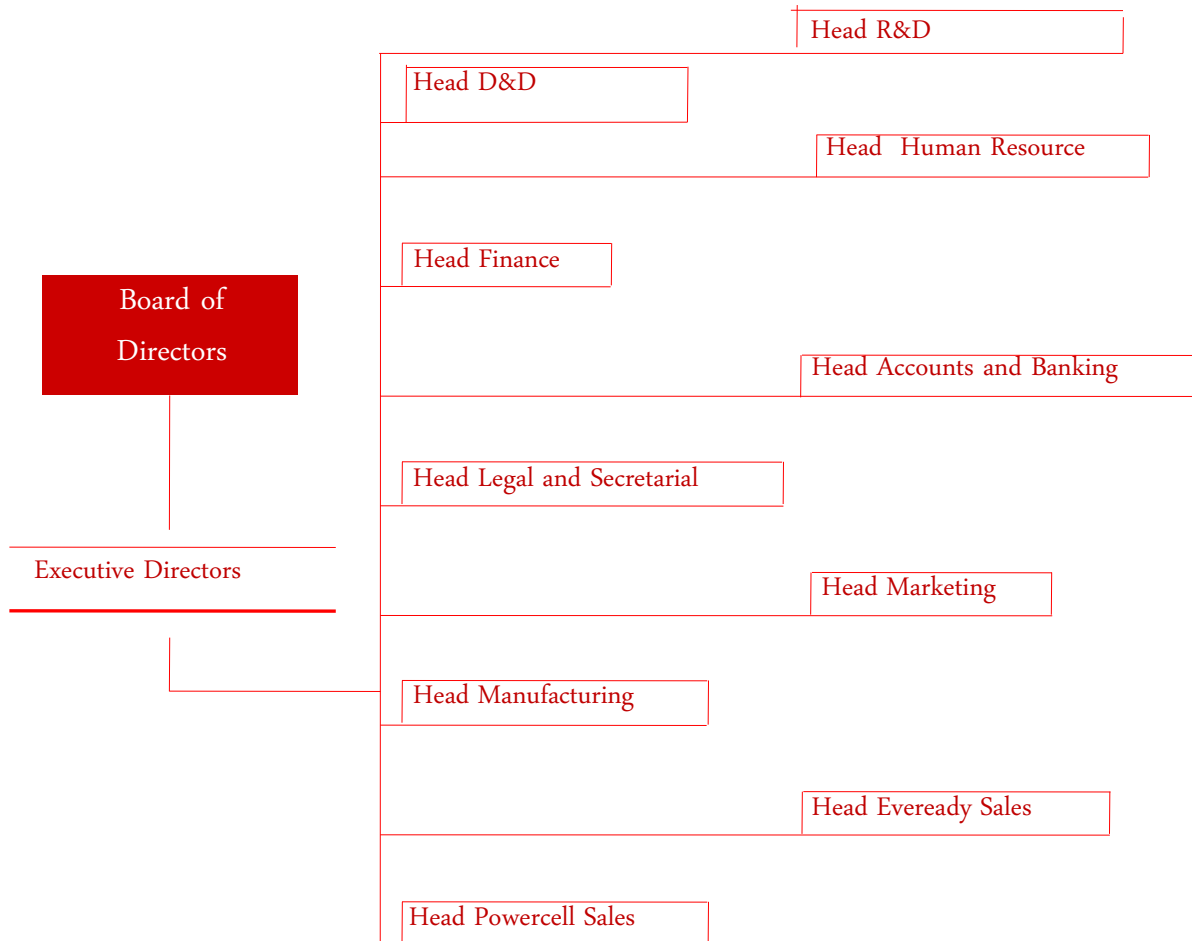 Head R&D
Head D&D
Head Human Resource
Head Finance
Board of
Directors
Head Accounts and Banking
Head Legal and Secretarial
Executive Directors
Head Marketing
Head Manufacturing
Head Eveready Sales
Head Powercell Sales